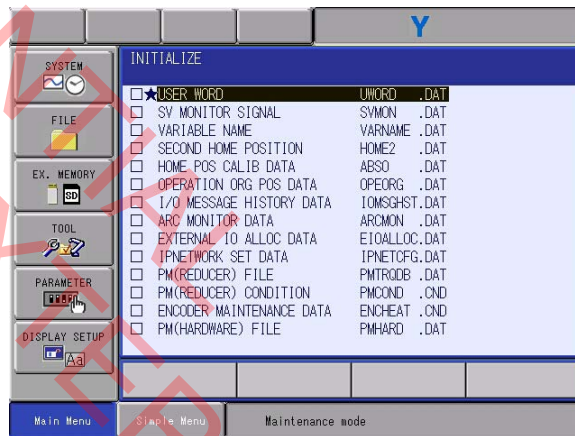 Y
INITIALIZE
SYSTEM
FILE
EX. MEMORY
SD
TOOL
PARAMETER
DISPLAY SETUP
Aa
★USER WORD UWORD .DAT
SV MONITOR SIGNAL SVMON .DAT
VARIABLE NAME VARNAME .DAT
SECOND HOME POSITION HOME2 .DAT
HOME POS CALIB DATA ABSO .DAT
OPERATION ORG POS DATA OPEORG .DAT
I/O MESSAGE HISTORY DATA IOMSGHST.DAT
ARC MONITOR DATA ARCMON .DAT
EXTERNAL IO ALLOC DATA EIOALLOC.DAT
IPNETWORK SET DATA IPNETCFG.DAT
PM(REDUCER) FILE PMTRQDB .DAT
PM(REDUCER) CONDITION PMCOND .CND
ENCODER MAINTENANCE DATA ENCHEAT .CND
PM(HARDWARE) FILE PMHARD .DAT
Main Menu
Simple Menu
Maintenance mode